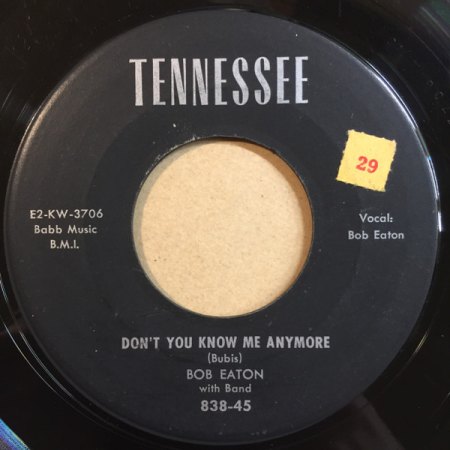 TENNESSEE
29
E2-KW-3706
Babb Music
B.M.I.
Vocal:
Bob Eaton
DON'T YOU KNOW ME ANYMORE
(Bubis)
BOB EATON
with Band
838-45